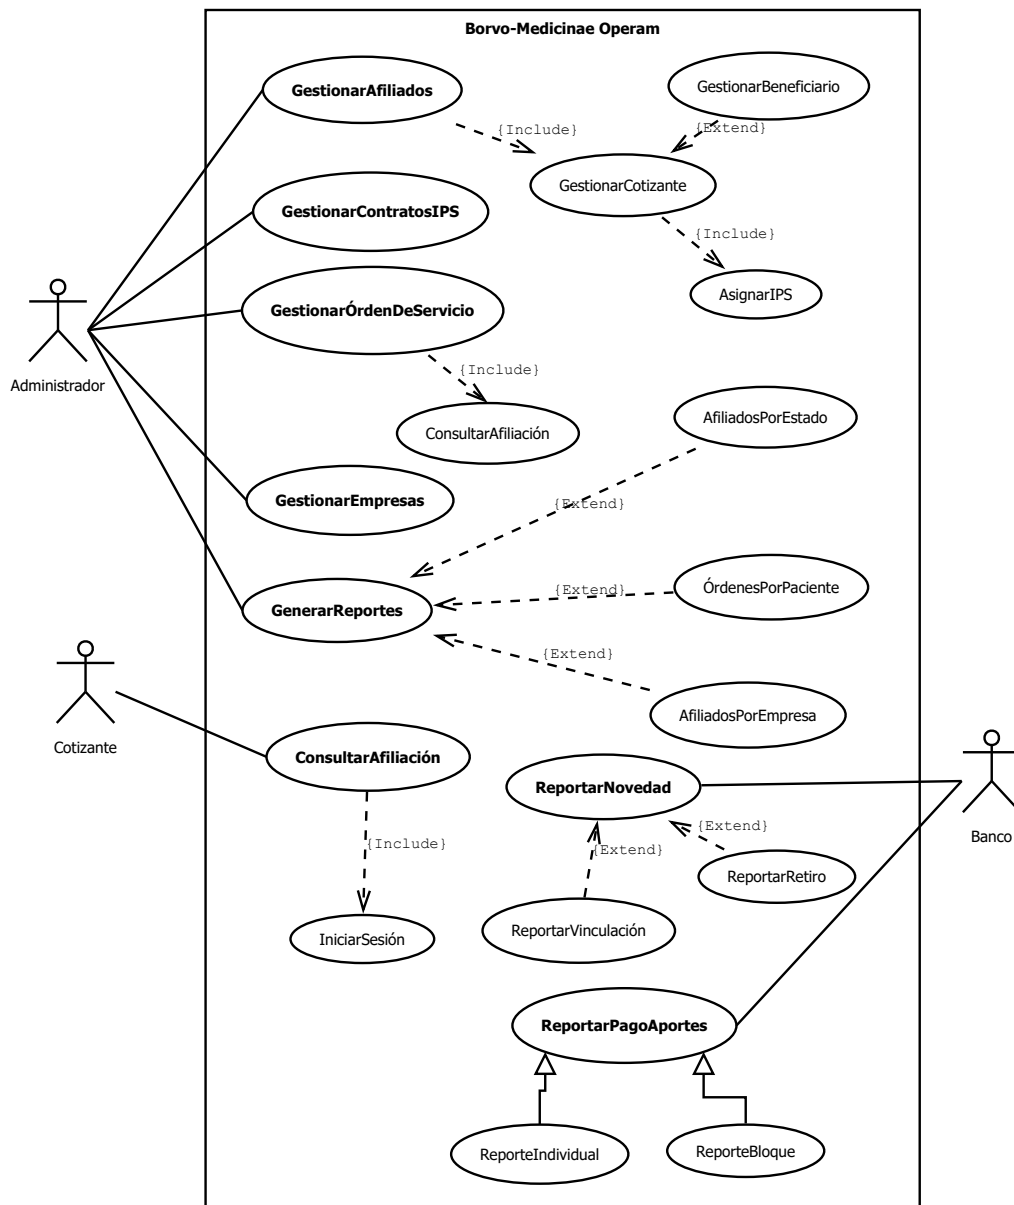 Borvo-Medicinae Operam
GestionarAfiliados
GestionarBeneficiario
{Include}
{Extend}
GestionarCotizante
GestionarContratosIPS
{Include}
AsignarIPS
GestionarÓrdenDeServicio
Administrador
{Include}
ConsultarAfiliación
AfiliadosPorEstado
GestionarEmpresas
{Extend}
GenerarReportes
{Extend}
ÓrdenesPorPaciente
{Extend}
AfiliadosPorEmpresa
Cotizante
ConsultarAfiliación
ReportarNovedad
Banco
{Include}
{Extend}
{Extend}
ReportarRetiro
IniciarSesión
ReportarVinculación
ReportarPagoAportes
ReporteIndividual
ReporteBloque